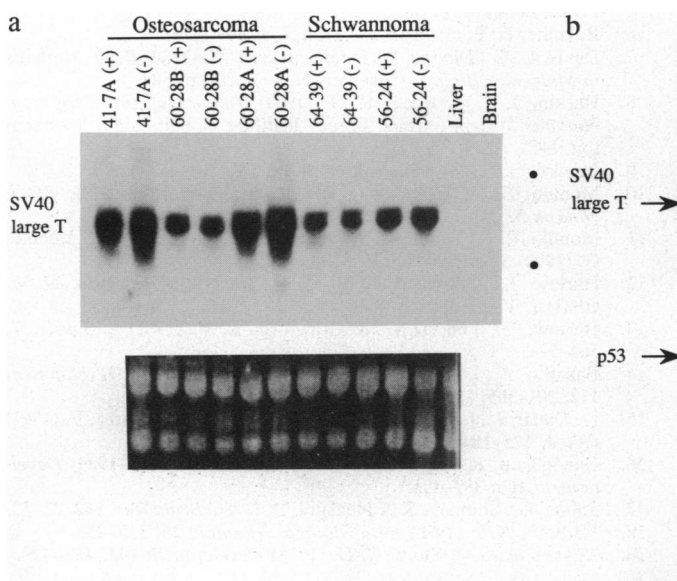 a
b
Osteosarcoma
Schwannoma
41-7A (+)
41-7A (-)
60-28B (+)
60-28B (-)
60-28A (+)
60-28A (-)
64-39 (+)
64-39 (-)
56-24 (+)
56-24 (-)
Liver
Brain
SV40
large T
SV40
large T
p53